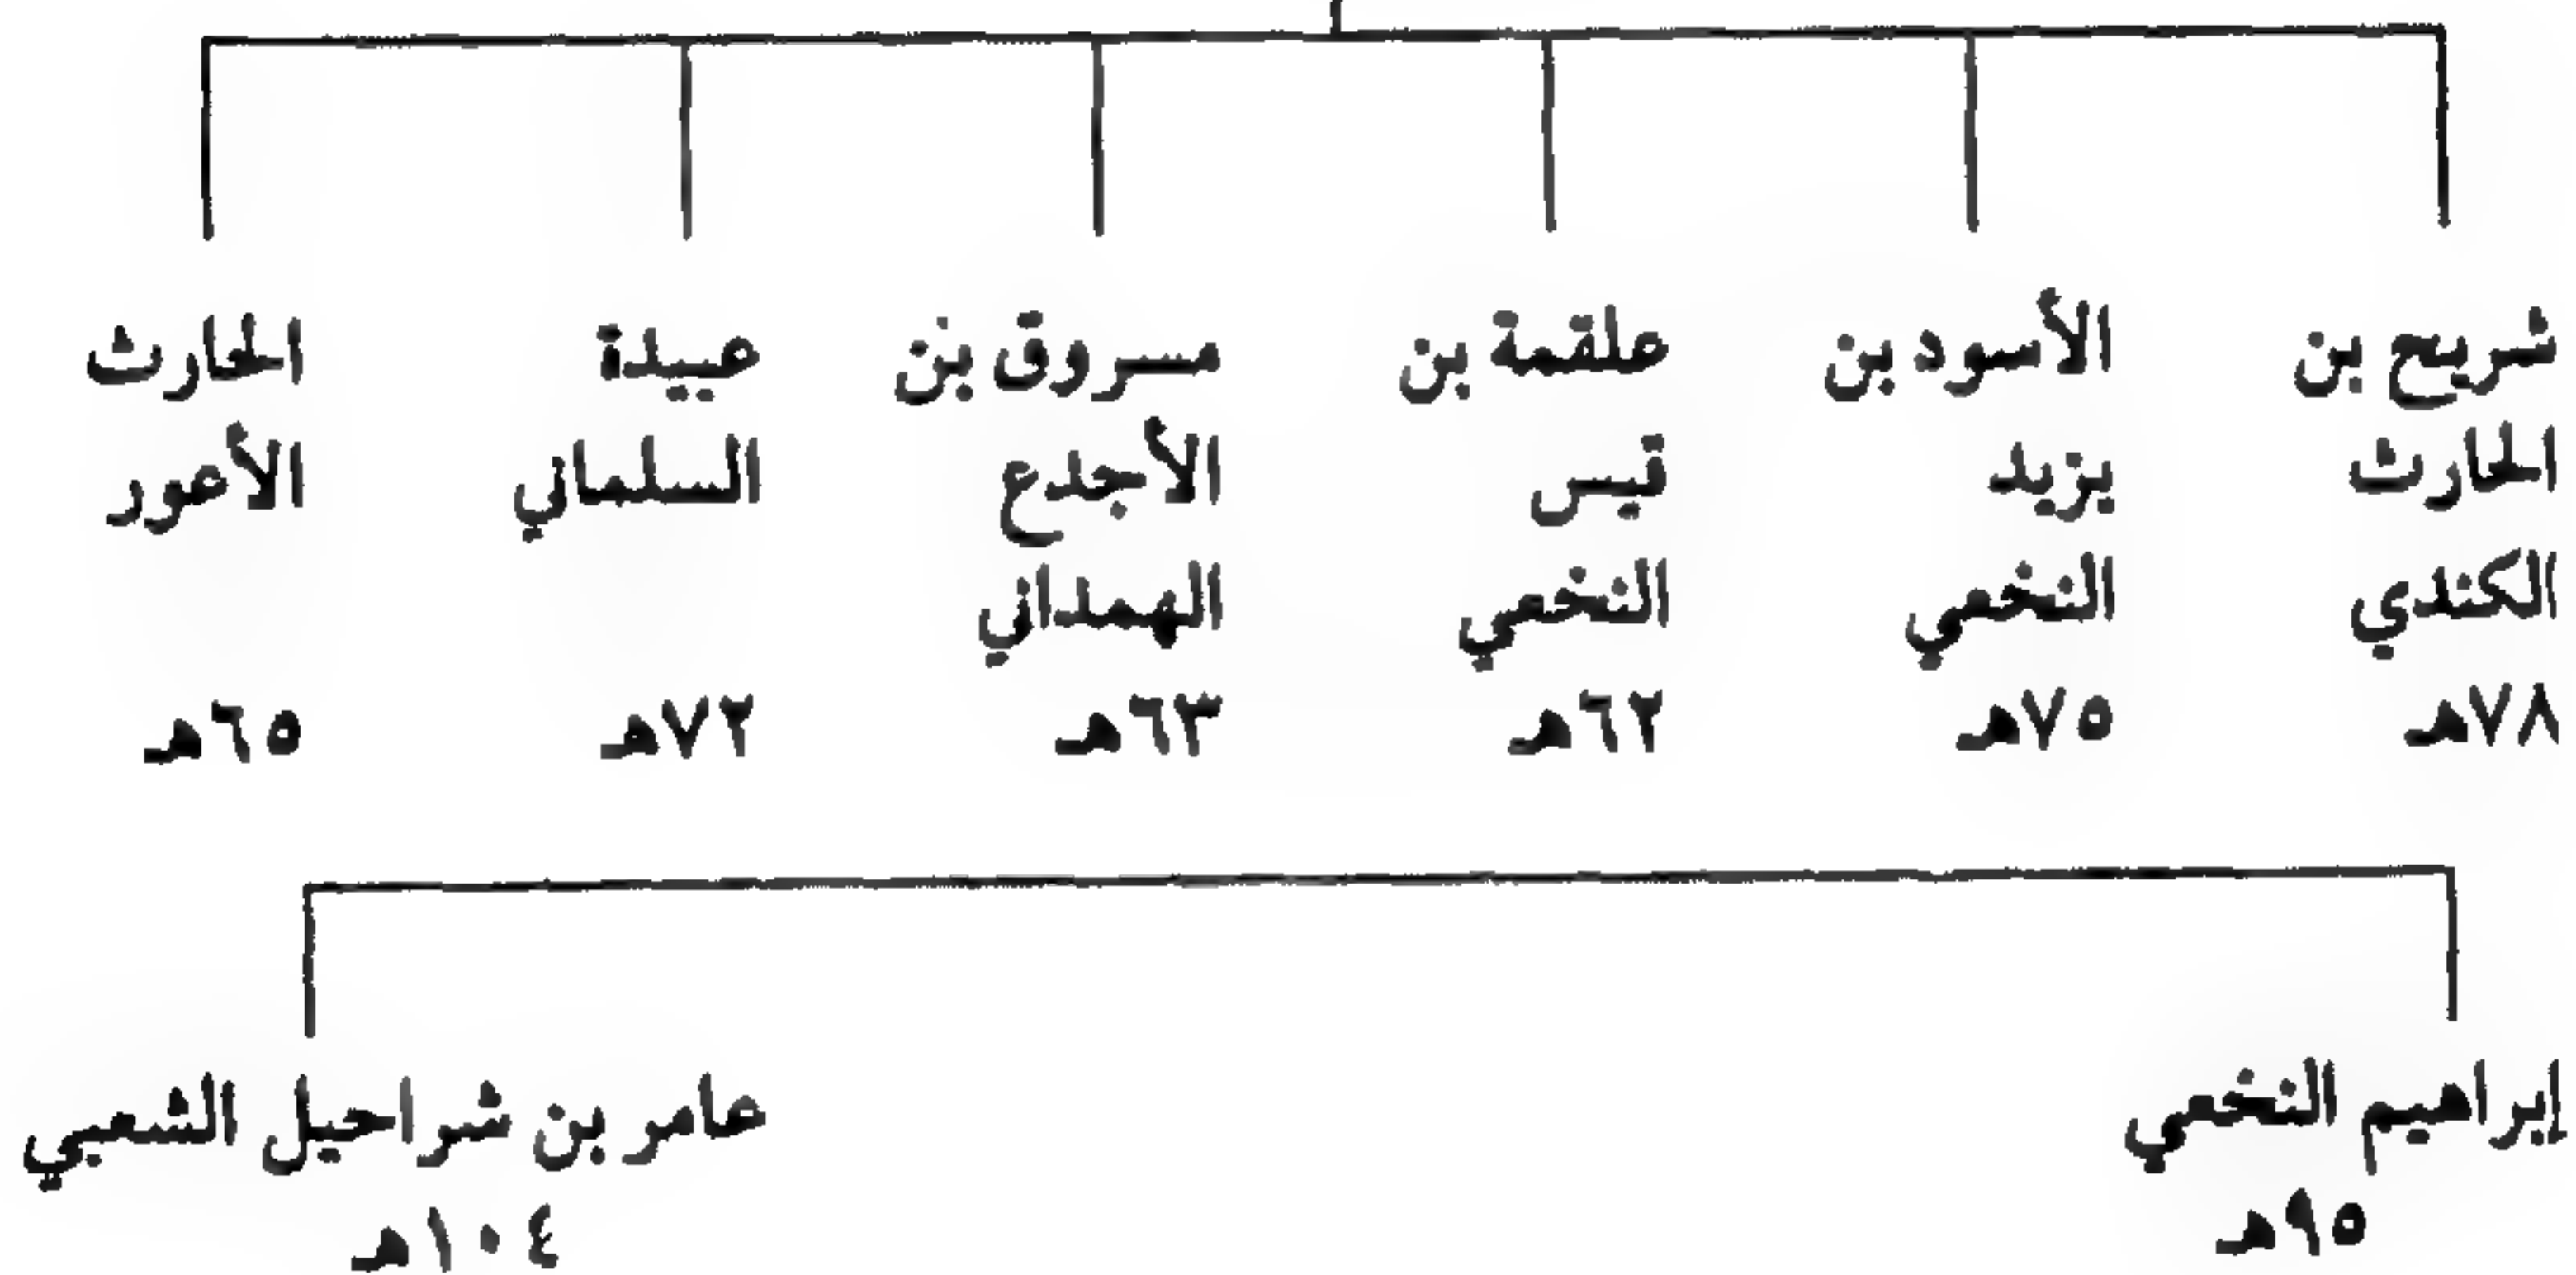 شريح بن
الحارث
الكندي
٧٨هـ
الأسود بن
يزيد
النخعي
٧٥هـ
علقمة بن
قيس
النخعي
٦٢هـ
مسروق بن
الأجدع
الهمداني
٦٣هـ
عبيدة
السلماني
٧٢هـ
الحارث
الأعور
٦٥هـ
إبراهيم النخعي
٩٥هـ
عامر بن شراحيل الشعبي
١٠٤هـ